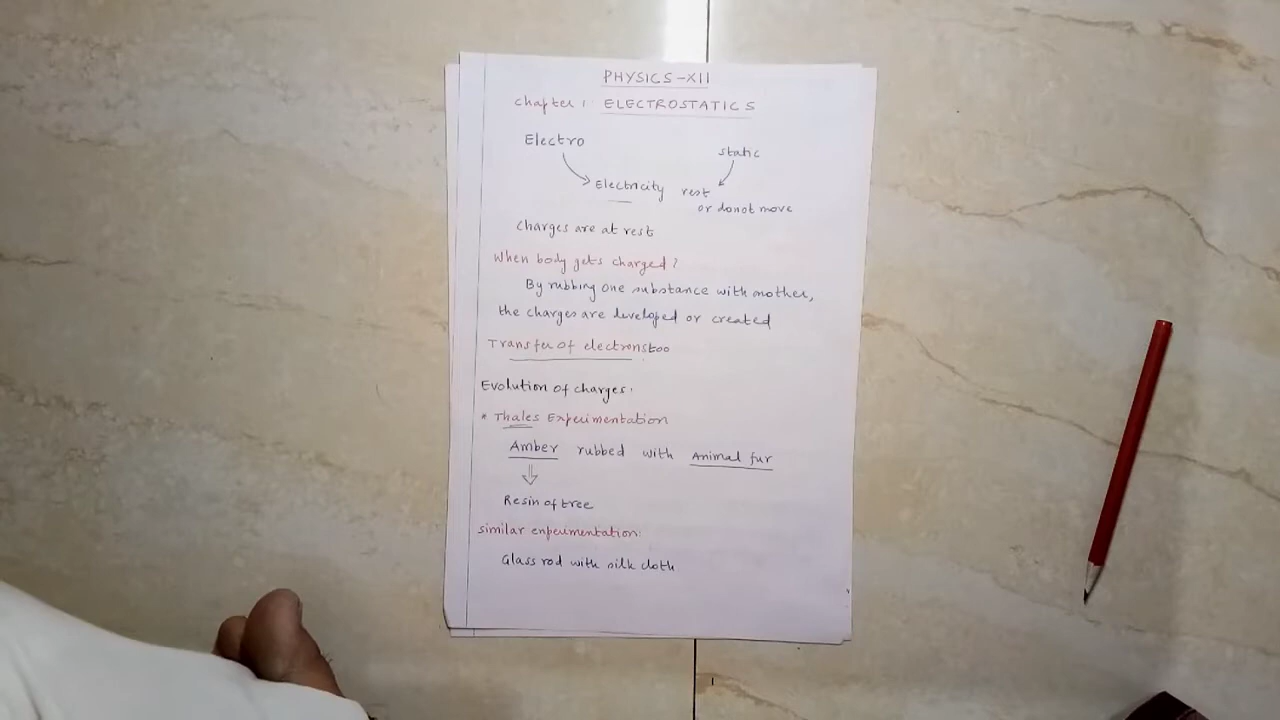 PHYSICS-XII
Chapter 1: ELECTROSTATICS
Electro static
Electricity rest
or donot move
Charges are at rest
When body gets charged?
By rubbing one substance with another,
the charges are developed or created
Transfer of electronstoo
Evolution of charges:
* Thales Experimentation
Amber rubbed with Animal fur
Resin of tree
similar experimentation:
Glass rod with silk cloth